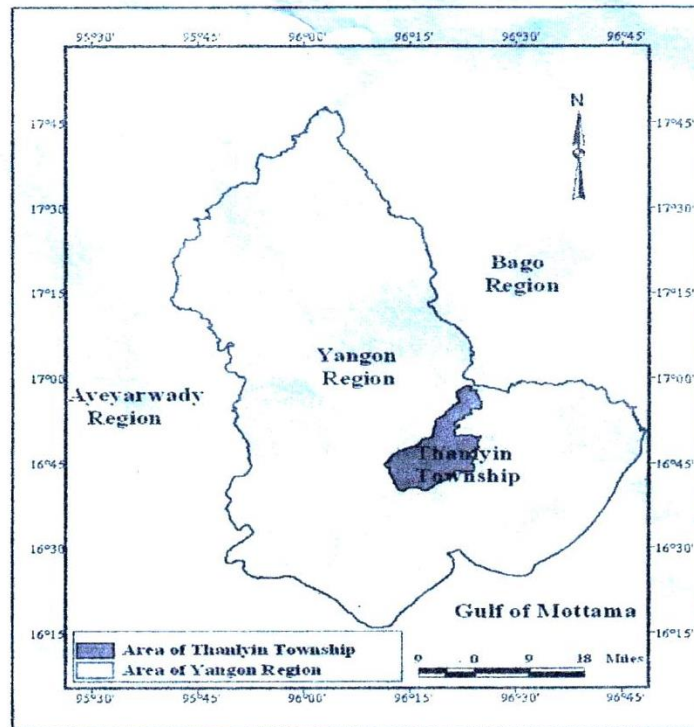 95°30' 95°45' 96°00' 96°15' 96°30' 96°45'
N
17°45' 17°45'
17°30' 17°30'
Bago
Region
17°15' 17°15'
Yangon
Region
17°00' 17°00'
Ayeyarwady
Region
Thanlyin
Township
16°45' 16°45'
16°30' 16°30'
Gulf of Mottama
16°15' 16°15'
Area of Thanlyin Township
Area of Yangon Region
0 0 9 18 Miles
95°30' 95°45' 96°00' 96°15' 96°30' 96°45'